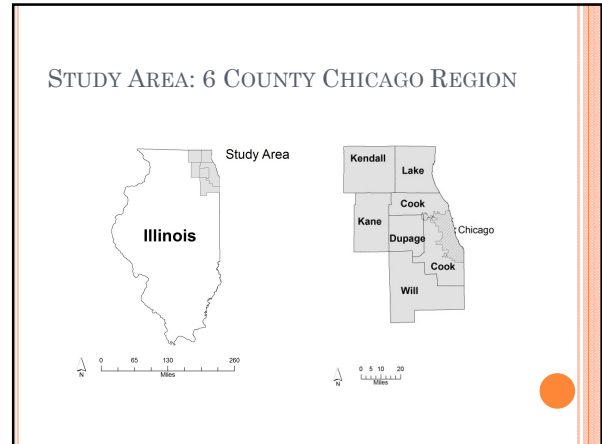 STUDY AREA: 6 COUNTY CHICAGO REGION
Study Area
Illinois
N
0 65 130 260
Miles
Kendall
Lake
Cook
Kane
Chicago
Dupage
Cook
Will
N
0 5 10 20
Miles